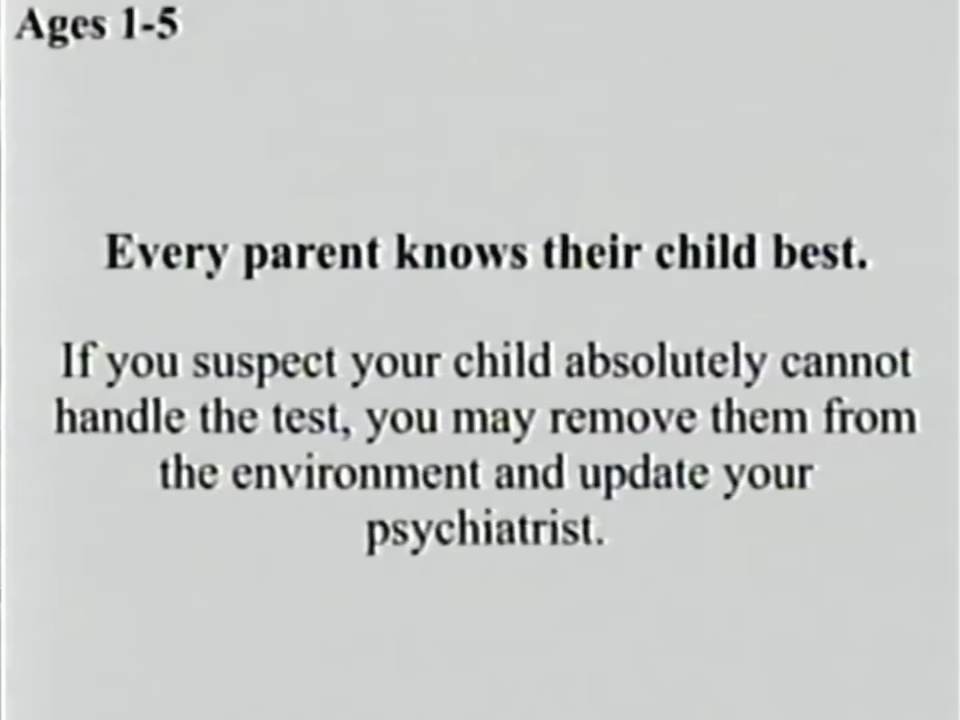 Ages 1-5
Every parent knows their child best.
If you suspect your child absolutely cannot
handle the test, you may remove them from
the environment and update your
psychiatrist.